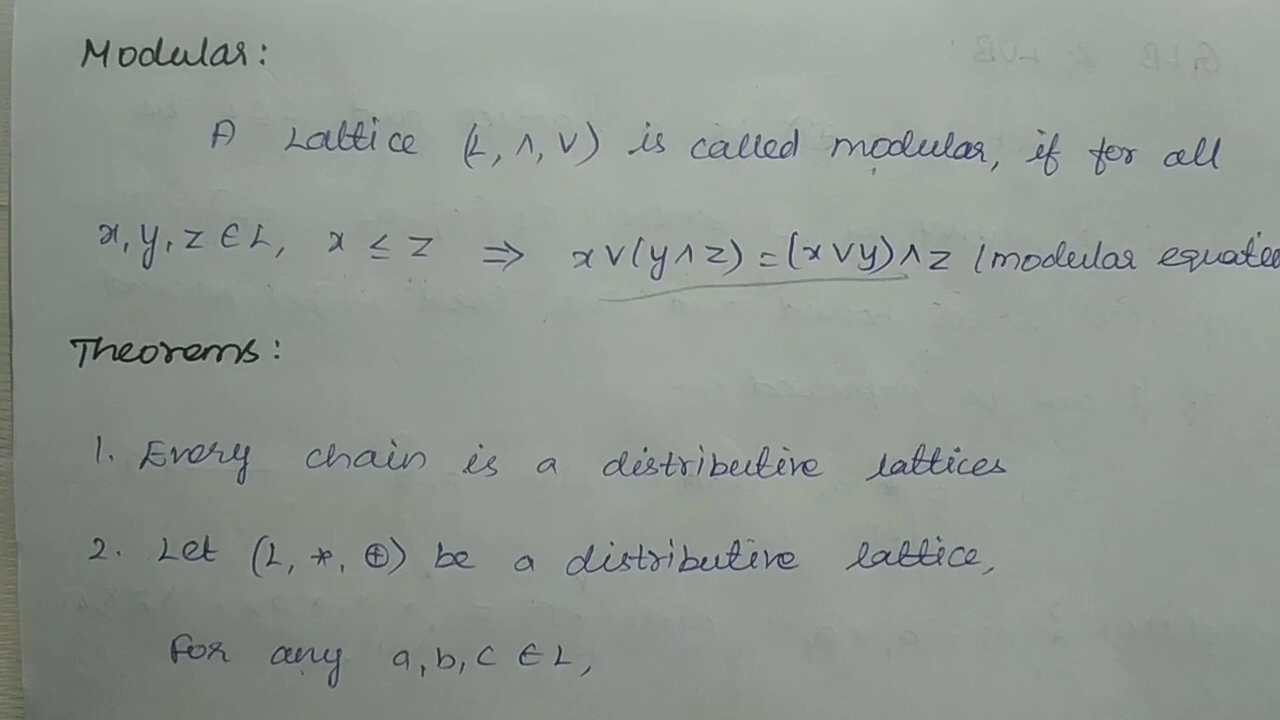 Modular:
A Lattice (L, ∧, ∨) is called modular, if for all
x, y, z ∈ L, x ≤ z ⇒ x ∨ (y ∧ z) = (x ∨ y) ∧ z (modular equatio
Theorems:
1. Every chain is a distributive lattices
2. Let (L, *, ⊕) be a distributive lattice,
for any a, b, c ∈ L,